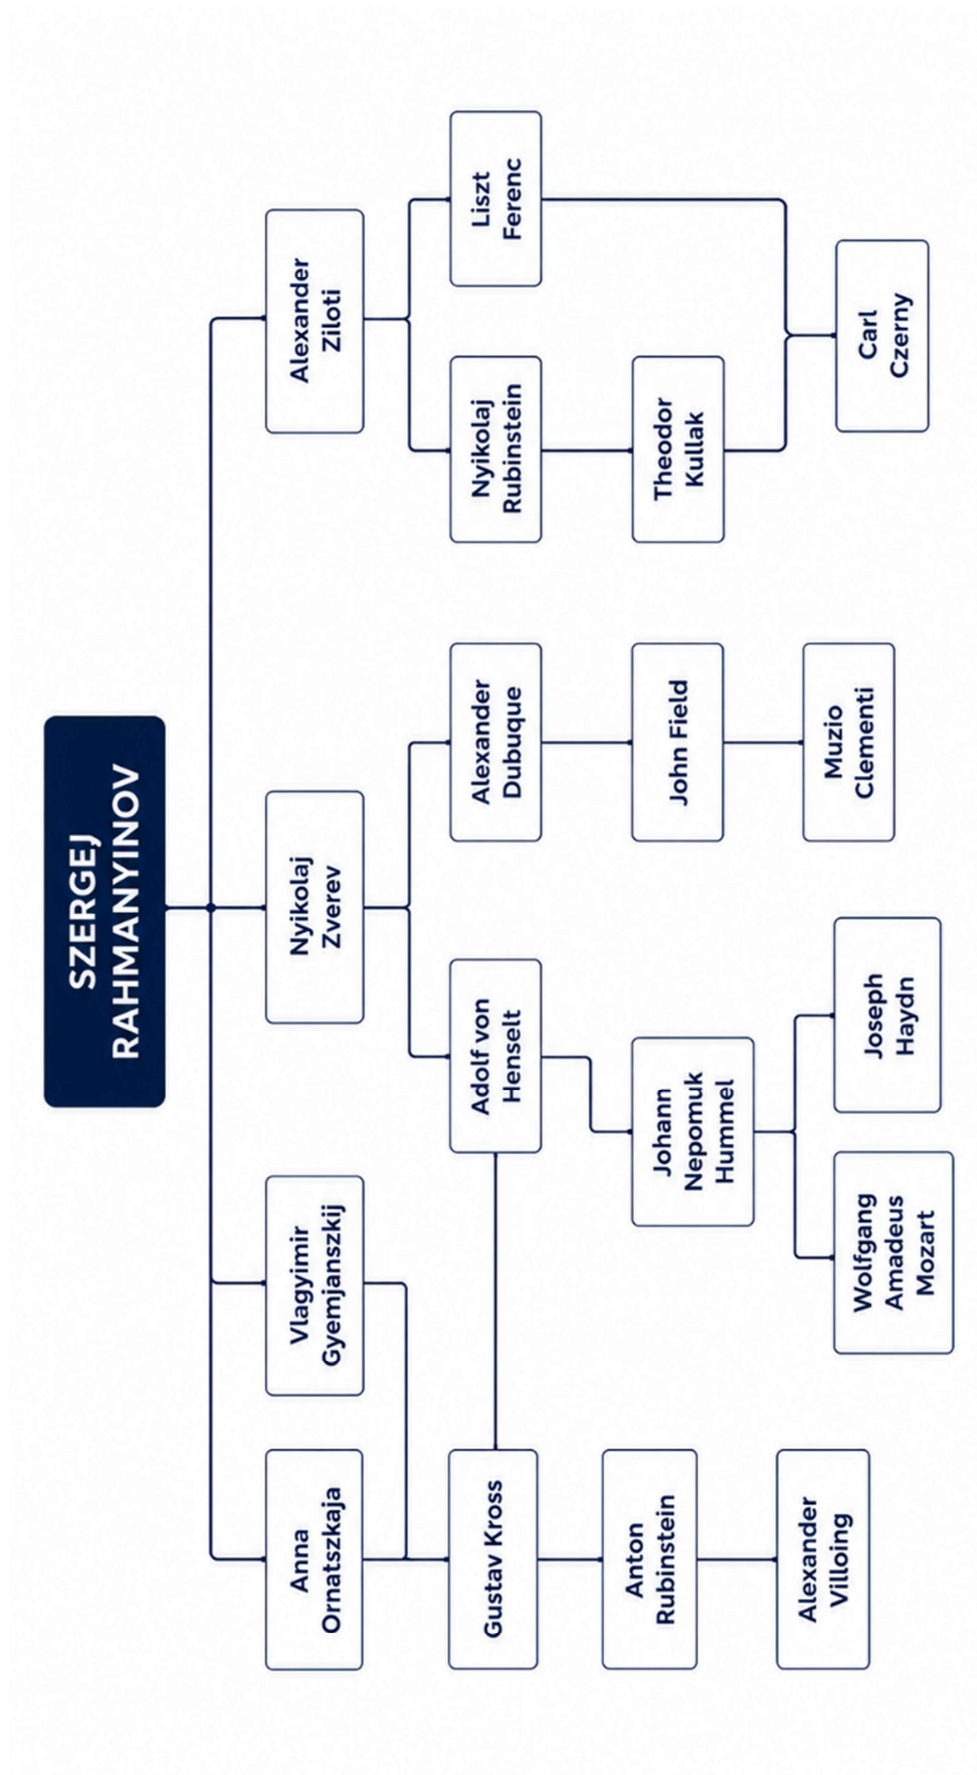 SZERGEJ
RAHMANYINOV
Anna
Ornatszkaja
Vlagyimir
Gyemjanszkij
Nyikolaj
Zverev
Alexander
Ziloti
Gustav Kross
Adolf von
Henselt
Alexander
Dubuque
Nyikolaj
Rubinstein
Liszt
Ferenc
Anton
Rubinstein
Johann
Nepomuk
Hummel
John Field
Theodor
Kullak
Alexander
Villoing
Wolfgang
Amadeus
Mozart
Joseph
Haydn
Muzio
Clementi
Carl
Czerny